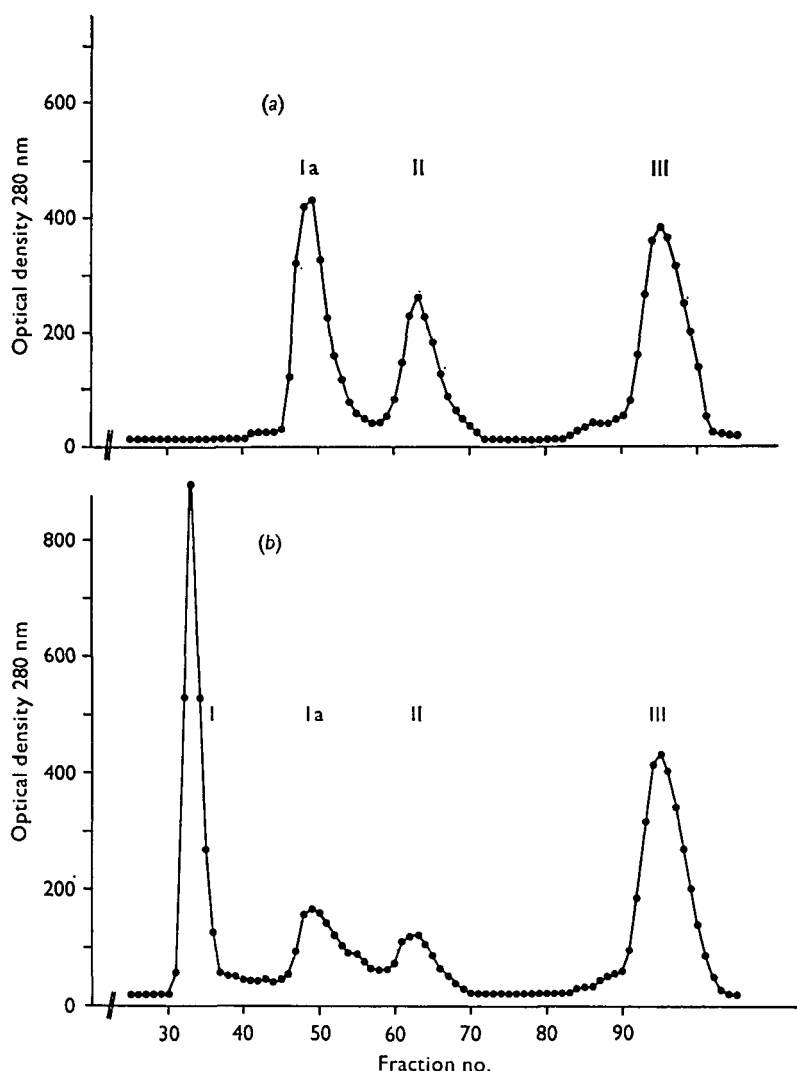 (a)
Ia II III
Optical density 280 nm
600
400
200
0
(b)
I Ia II III
Optical density 280 nm
800
600
400
200
0
30 40 50 60 70 80 90
Fraction no.